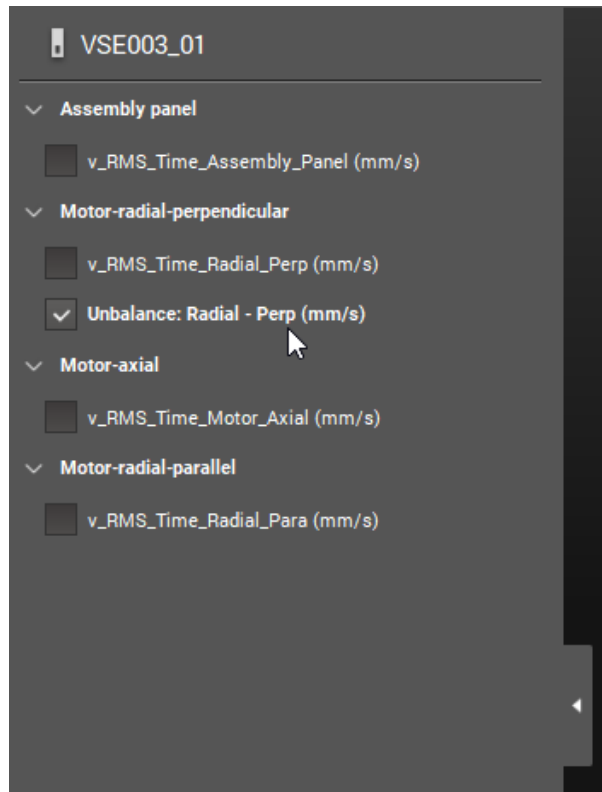 VSE003_01
Assembly panel
v_RMS_Time_Assembly_Panel (mm/s)
Motor-radial-perpendicular
v_RMS_Time_Radial_Perp (mm/s)
Unbalance: Radial - Perp (mm/s)
Motor-axial
v_RMS_Time_Motor_Axial (mm/s)
Motor-radial-parallel
v_RMS_Time_Radial_Para (mm/s)